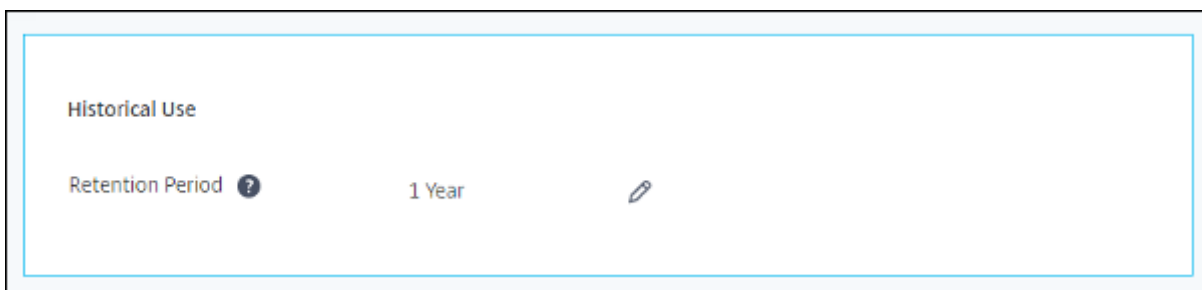 Historical Use
Retention Period ? 1 Year